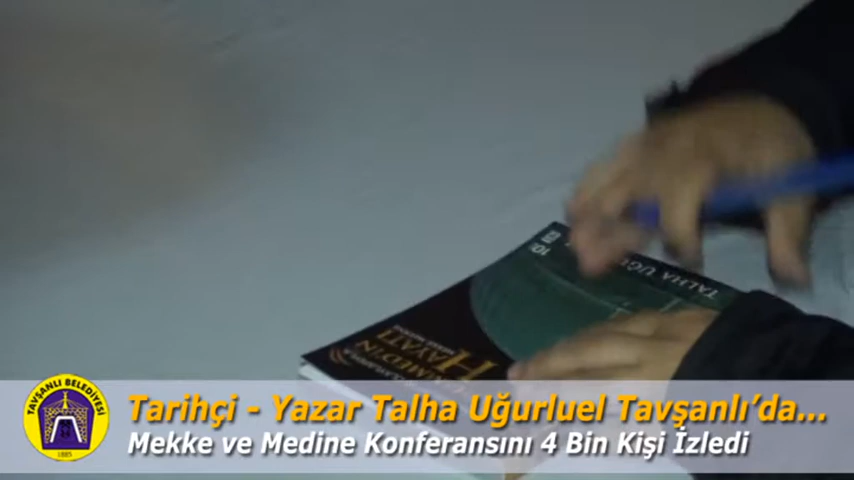 TALHA UĞU
HAYATI
TAVŞANLI BELEDİYESİ
1885
Tarihçi - Yazar Talha Uğurluel Tavşanlı'da...
Mekke ve Medine Konferansını 4 Bin Kişi İzledi